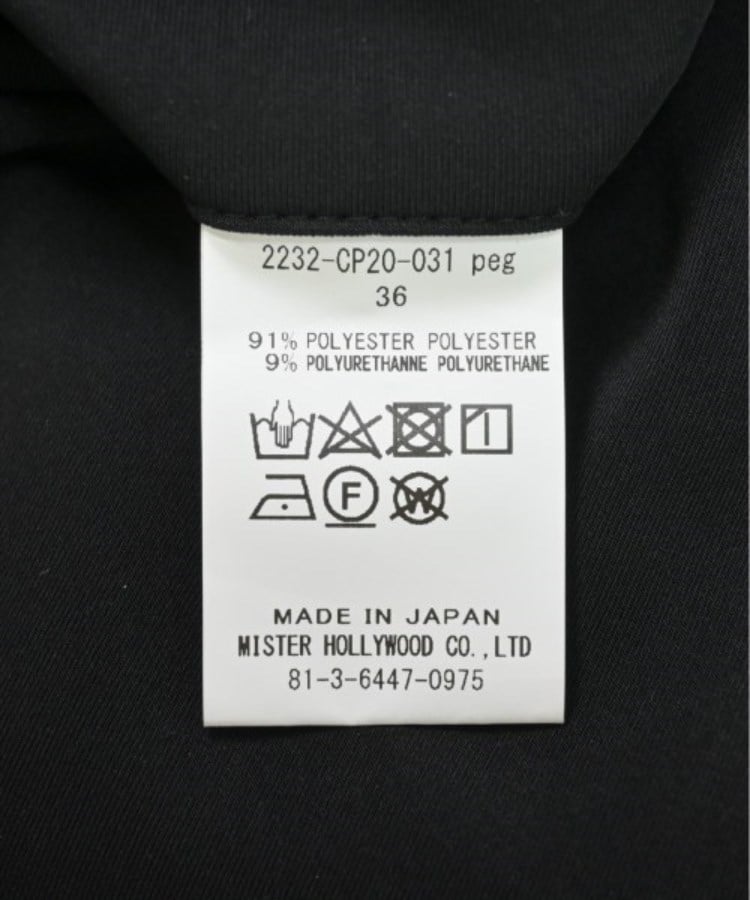 2232-CP20-031 peg
36
91% POLYESTER POLYESTER
9% POLYURETHANNE POLYURETHANE
F W
MADE IN JAPAN
MISTER HOLLYWOOD CO.,LTD
81-3-6447-0975